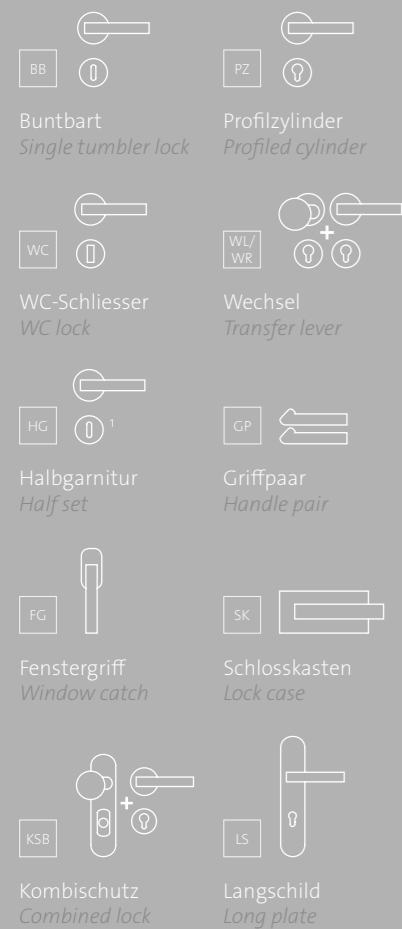 BB
Buntbart
Single tumbler lock
PZ
Profilzylinder
Profiled cylinder
WC
WC-Schliesser
WC lock
WL/
WR
Wechsel
Transfer lever
HG
1
Halbgarnitur
Half set
GP
Griffpaar
Handle pair
FG
Fenstergriff
Window catch
SK
Schlosskasten
Lock case
KSB
Kombischutz
Combined lock
LS
Langschild
Long plate